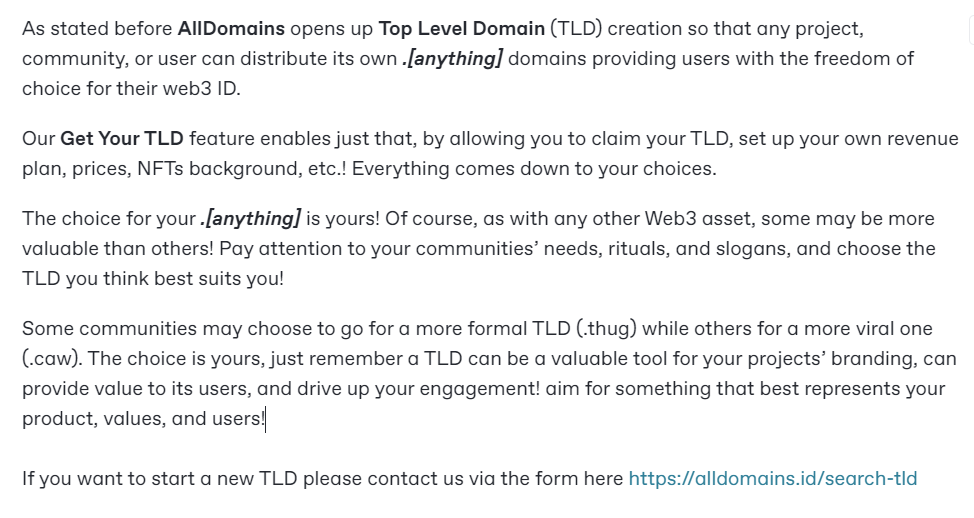 As stated before AllDomains opens up Top Level Domain (TLD) creation so that any project,
community, or user can distribute its own .[anything] domains providing users with the freedom of
choice for their web3 ID.
Our Get Your TLD feature enables just that, by allowing you to claim your TLD, set up your own revenue
plan, prices, NFTs background, etc.! Everything comes down to your choices.
The choice for your .[anything] is yours! Of course, as with any other Web3 asset, some may be more
valuable than others! Pay attention to your communities’ needs, rituals, and slogans, and choose the
TLD you think best suits you!
Some communities may choose to go for a more formal TLD (.thug) while others for a more viral one
(.caw). The choice is yours, just remember a TLD can be a valuable tool for your projects’ branding, can
provide value to its users, and drive up your engagement! aim for something that best represents your
product, values, and users!
If you want to start a new TLD please contact us via the form here https://alldomains.id/search-tld